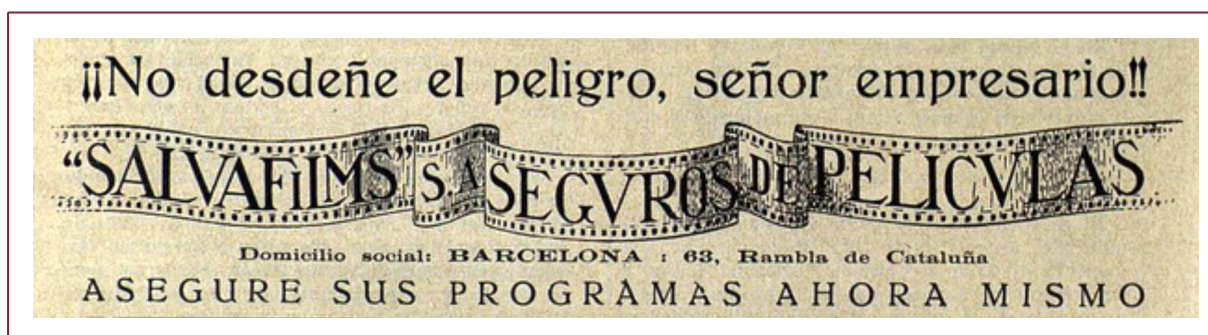 ¡¡No desdeñe el peligro, señor empresario!!
"SALVAFilMS" S. A SEGVROS DE PELICVLAS
Domicilio social: BARCELONA : 63, Rambla de Cataluña
ASEGURE SUS PROGRAMAS AHORA MISMO